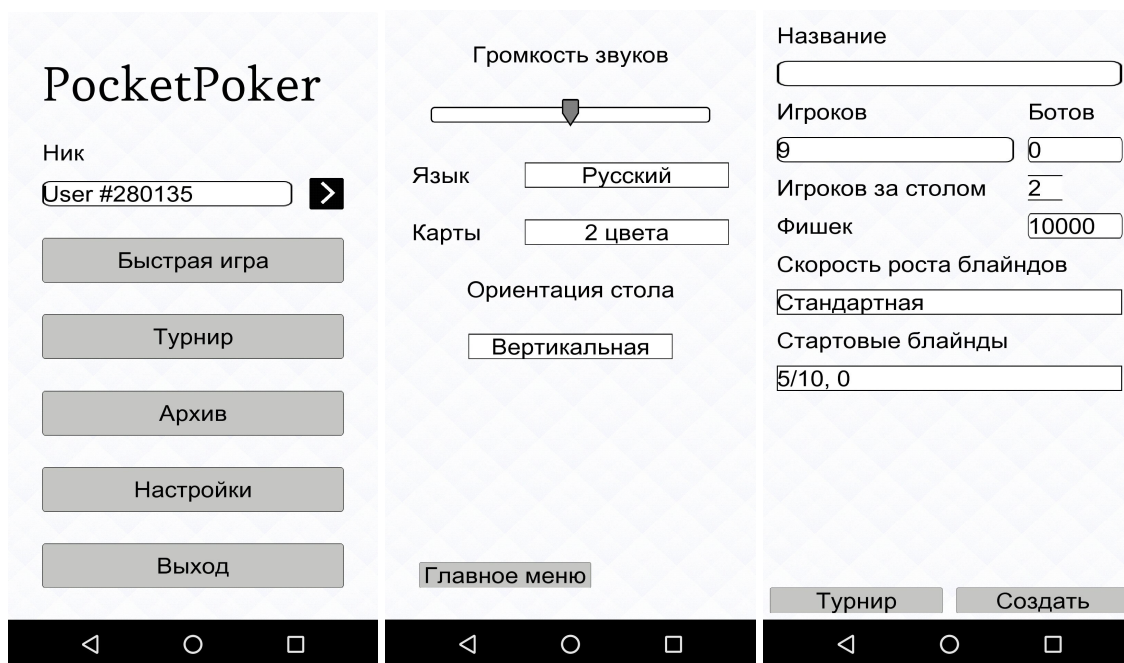 PocketPoker
Ник
User #280135
Быстрая игра
Турнир
Архив
Настройки
Выход
Громкость звуков
Язык Русский
Карты 2 цвета
Ориентация стола
Вертикальная
Главное меню
Название
Игроков Ботов
9 0
Игроков за столом 2
Фишек 10000
Скорость роста блайндов
Стандартная
Стартовые блайнды
5/10, 0
Турнир Создать